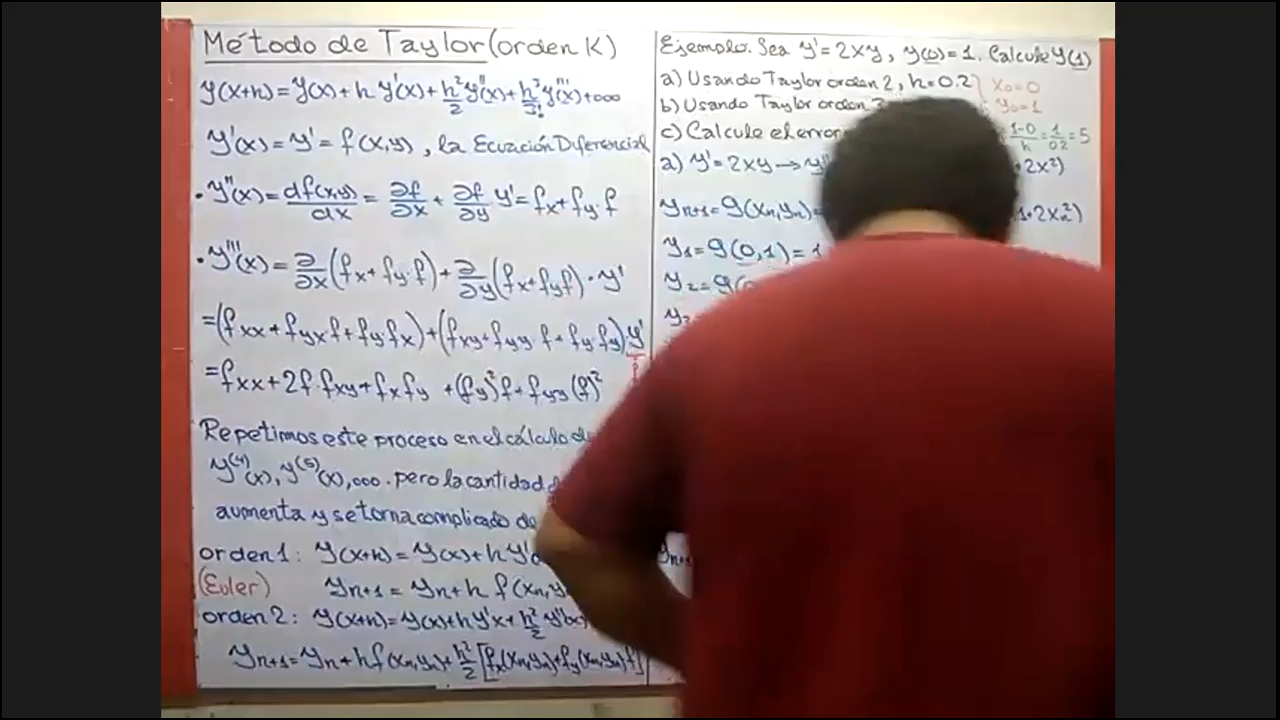 Método de Taylor (orden K)
y(x+h) = y(x) + h y'(x) + h²/2 y''(x) + h³/3! y'''(x) + ooo
y'(x) = y' = f(x,y), la Ecuación Diferencial
• y''(x) = df(x,y)/dx = ∂f/∂x + ∂f/∂y y' = fx + fy·f
• y'''(x) = ∂/∂x (fx + fy·f) + ∂/∂y (fx + fyf) • y'
= (fxx + fyx f + fy·fx) + (fxy + fyy f + fy·fy) y'
f
= fxx + 2f·fxy + fx fy + (fy)² f + fyy (f)²
Repetimos este proceso en el cálculo
y⁽⁴⁾(x), y⁽⁵⁾(x), ooo. pero la cantidad
aumenta y se torna complicado
orden 1: y(x+h) = y(x) + h y'
(Euler) yn+1 = yn + h f(xn, y
orden 2: y(x+h) = y(x) + h y'x + h²/2 y''(x)
yn+1 = yn + h f(xn, yn) + h²/2 [fx(xn, yn) + fy(xn, yn) f]
Ejemplo. Sea y' = 2xy, y(0) = 1. Calcule y(1)
a) Usando Taylor orden 2, h = 0.2 } x0 = 0
b) Usando Taylor orden y0 = 1
c) Calcule el error 1-0/h = 1/0.2 = 5
a) y' = 2xy → y'' + 2x²)
yn+1 = g(xn, yn) = 1 + 2xn²)
y1 = g(0,1) = 1
y2 = g(0